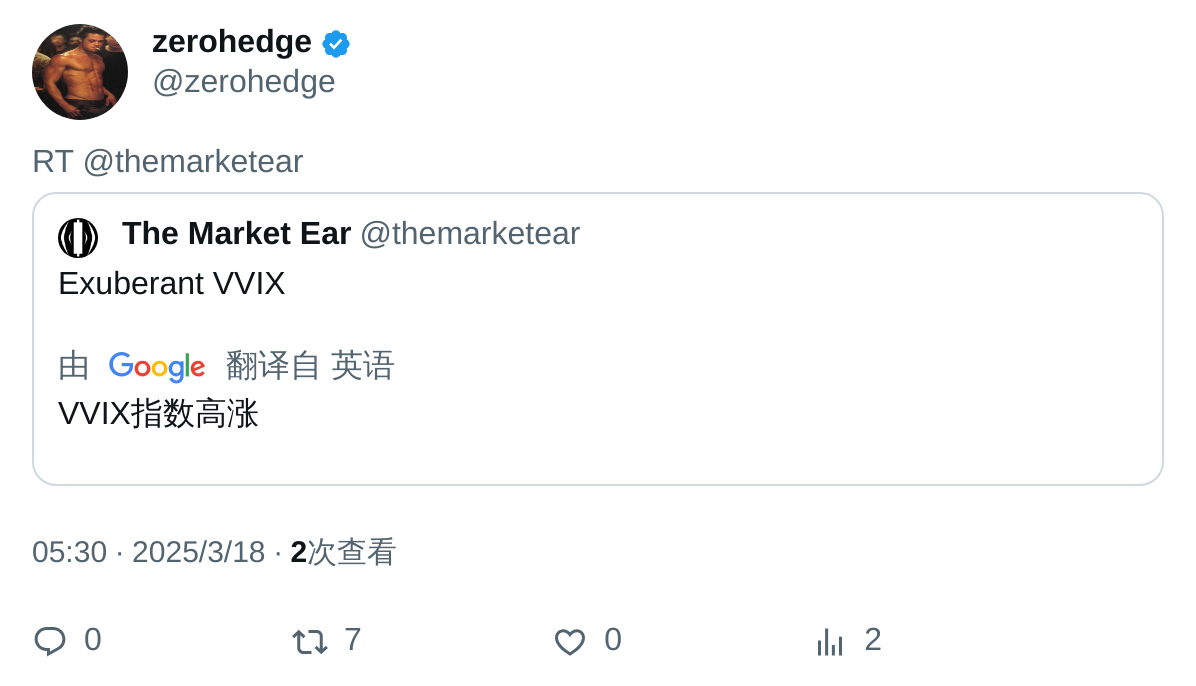 zerohedge
@zerohedge
RT @themarketear
The Market Ear @themarketear
Exuberant VVIX
由 Google 翻译自 英语
VVIX指数高涨
05:30 · 2025/3/18 · 2次查看
0 7 0 2